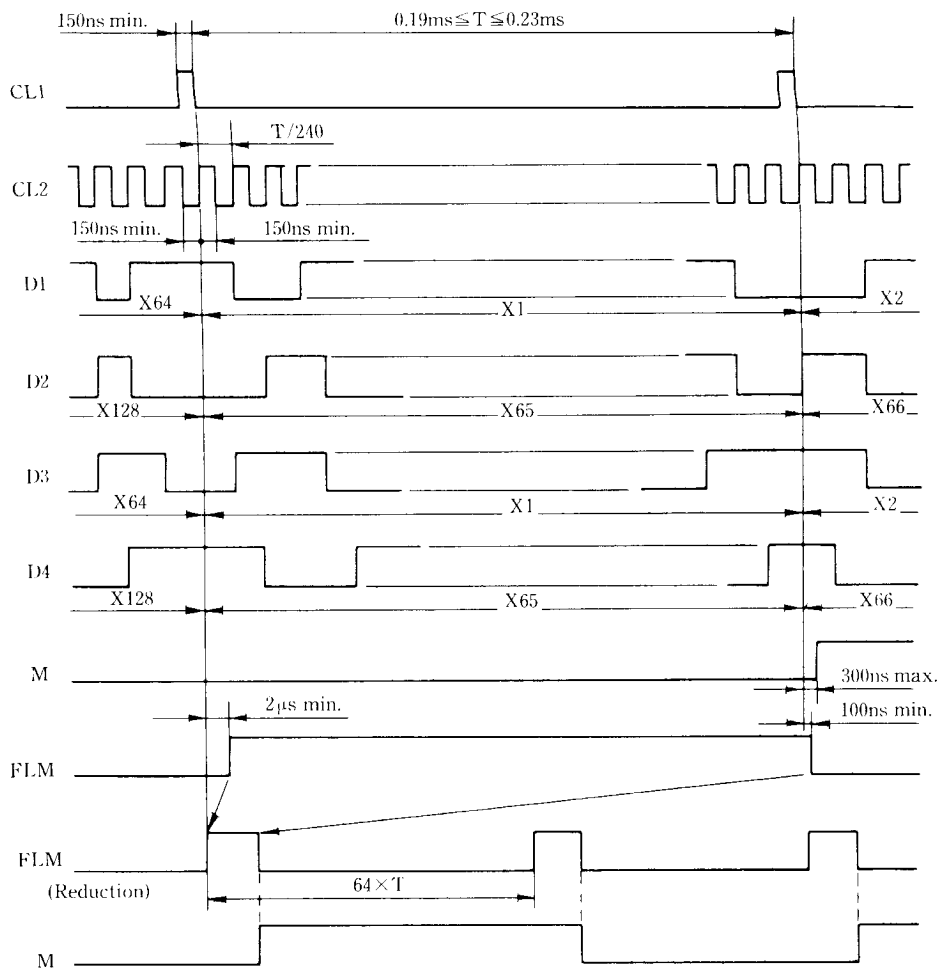 150ns min.
0.19ms≦T≦0.23ms
CL1
T/240
CL2
150ns min.
150ns min.
D1
X64
X1
X2
D2
X128
X65
X66
D3
X64
X1
X2
D4
X128
X65
X66
M
300ns max.
2μs min.
100ns min.
FLM
FLM
(Reduction)
64×T
M